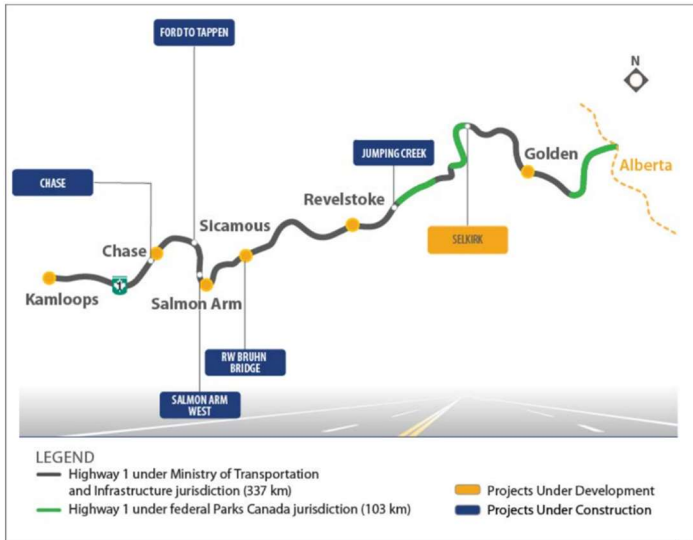 FORD TO TAPPEN
N
JUMPING CREEK
Golden
Alberta
CHASE
Revelstoke
Sicamous
SELKIRK
Chase
1
Kamloops
Salmon Arm
RW BRUHN
BRIDGE
SALMON ARM
WEST
LEGEND
Highway 1 under Ministry of Transportation
and Infrastructure jurisdiction (337 km)
Highway 1 under federal Parks Canada jurisdiction (103 km)
Projects Under Development
Projects Under Construction